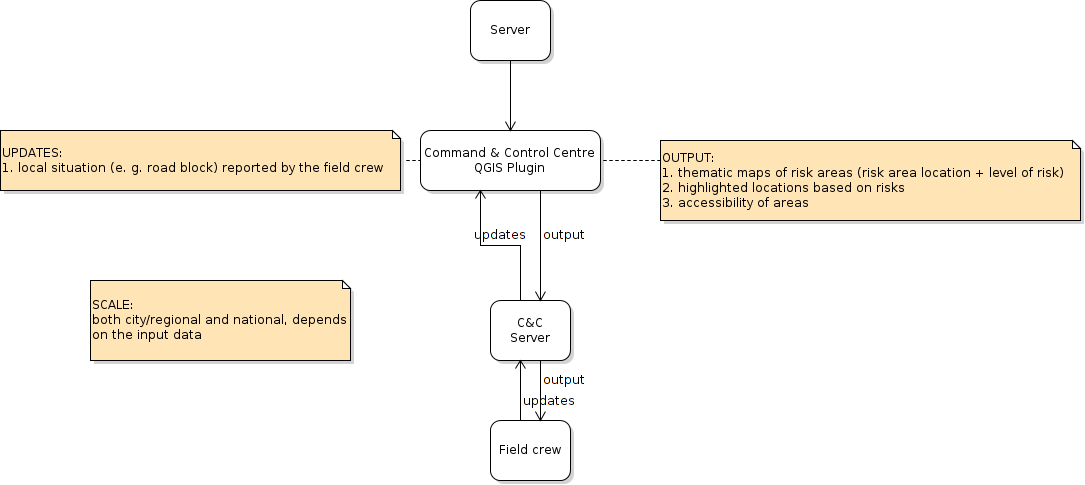 Server
UPDATES:
1. local situation (e. g. road block) reported by the field crew
Command & Control Centre
QGIS Plugin
OUTPUT:
1. thematic maps of risk areas (risk area location + level of risk)
2. highlighted locations based on risks
3. accessibility of areas
updates
output
SCALE:
both city/regional and national, depends
on the input data
C&C
Server
output
updates
Field crew